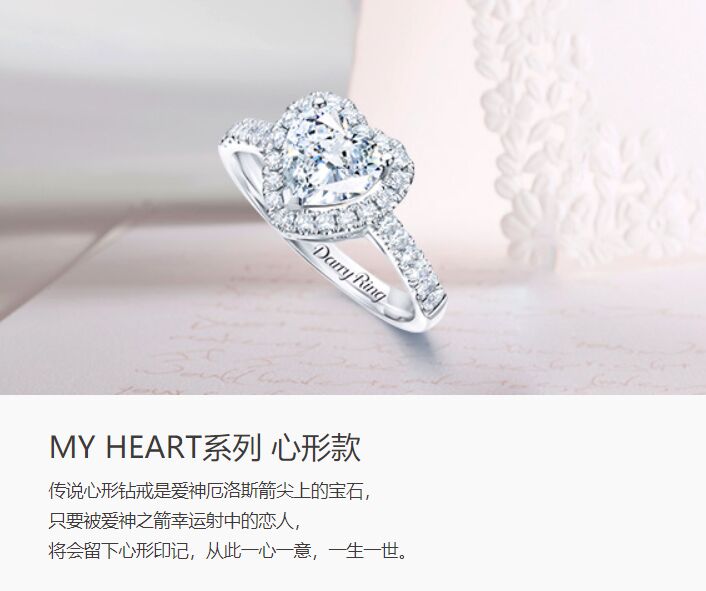 Darry Ring
MY HEART系列 心形款
传说心形钻戒是爱神厄洛斯箭尖上的宝石，
只要被爱神之箭幸运射中的恋人，
将会留下心形印记，从此一心一意，一生一世。